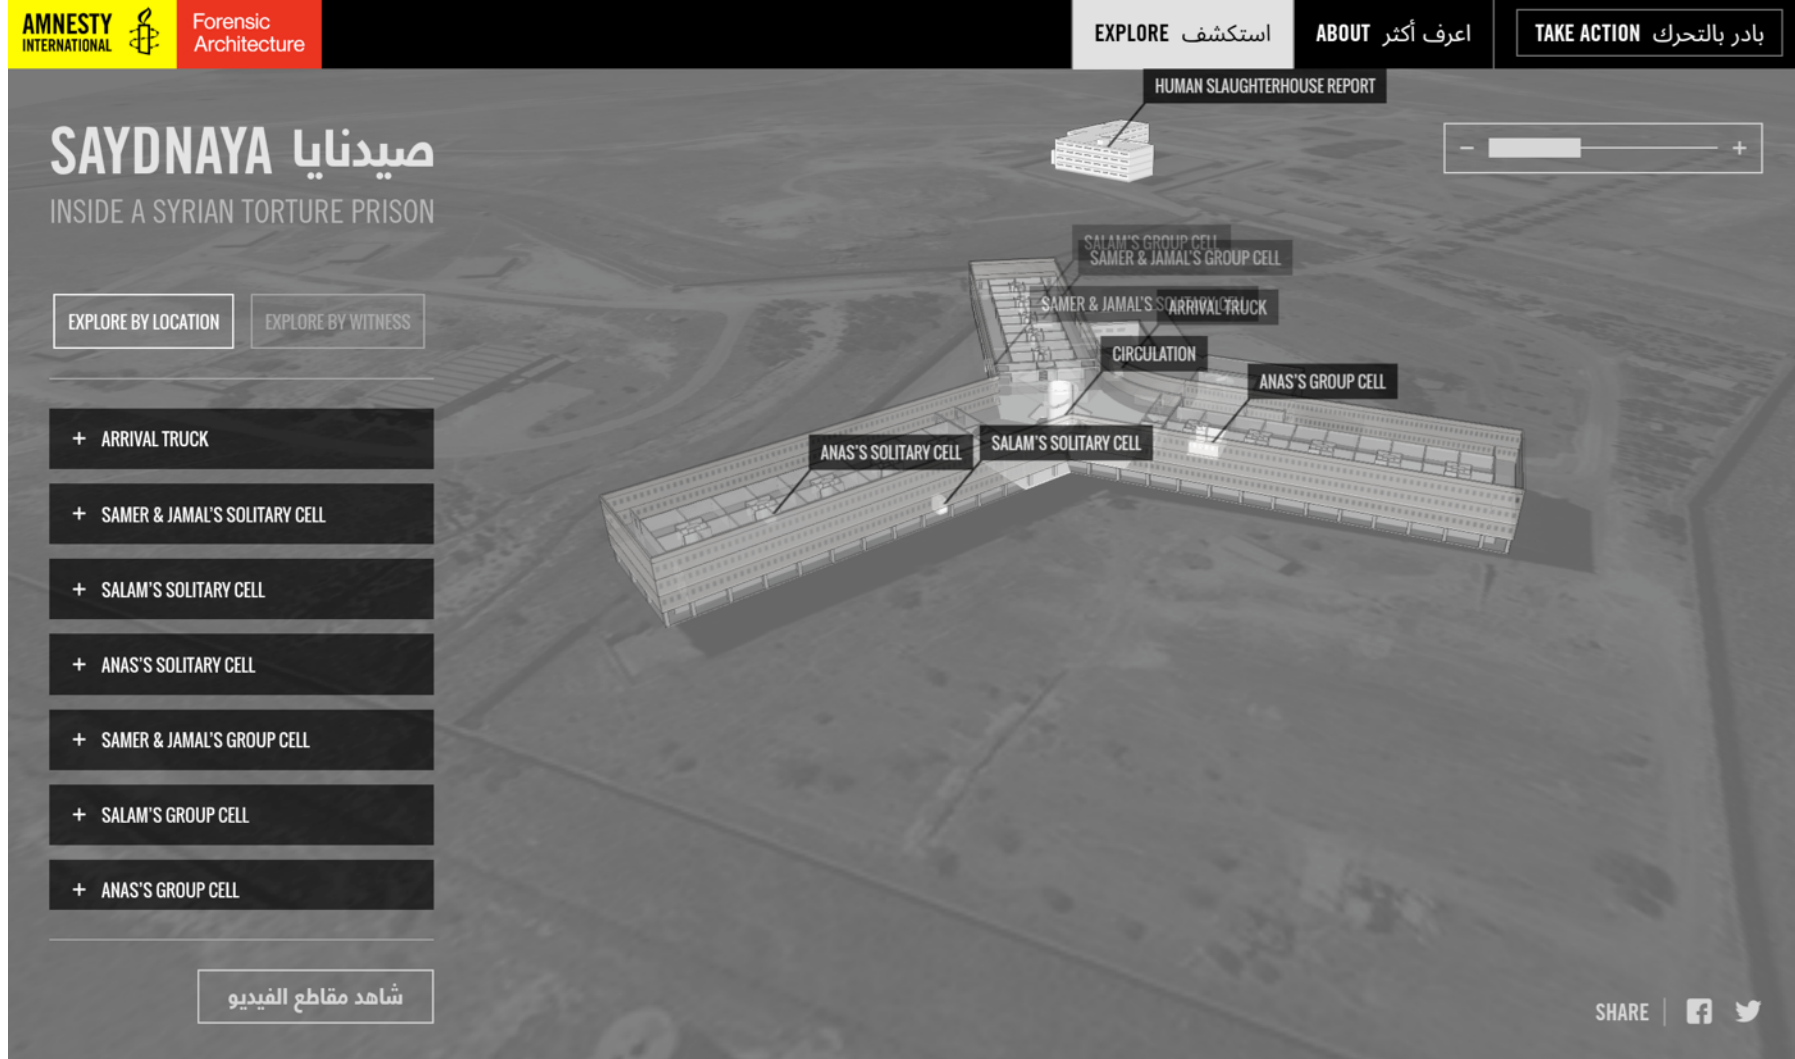 AMNESTY
INTERNATIONAL
Forensic
Architecture
EXPLORE استكشف
ABOUT اعرف أكثر
TAKE ACTION بادر بالتحرك
HUMAN SLAUGHTERHOUSE REPORT
SAYDNAYA صيدنايا
INSIDE A SYRIAN TORTURE PRISON
− +
EXPLORE BY LOCATION
EXPLORE BY WITNESS
SALAM'S GROUP CELL
SAMER & JAMAL'S GROUP CELL
SAMER & JAMAL'S
ARRIVAL TRUCK
CIRCULATION
ANAS'S GROUP CELL
ANAS'S SOLITARY CELL
SALAM'S SOLITARY CELL
+ ARRIVAL TRUCK
+ SAMER & JAMAL'S SOLITARY CELL
+ SALAM'S SOLITARY CELL
+ ANAS'S SOLITARY CELL
+ SAMER & JAMAL'S GROUP CELL
+ SALAM'S GROUP CELL
+ ANAS'S GROUP CELL
شاهد مقاطع الفيديو
SHARE